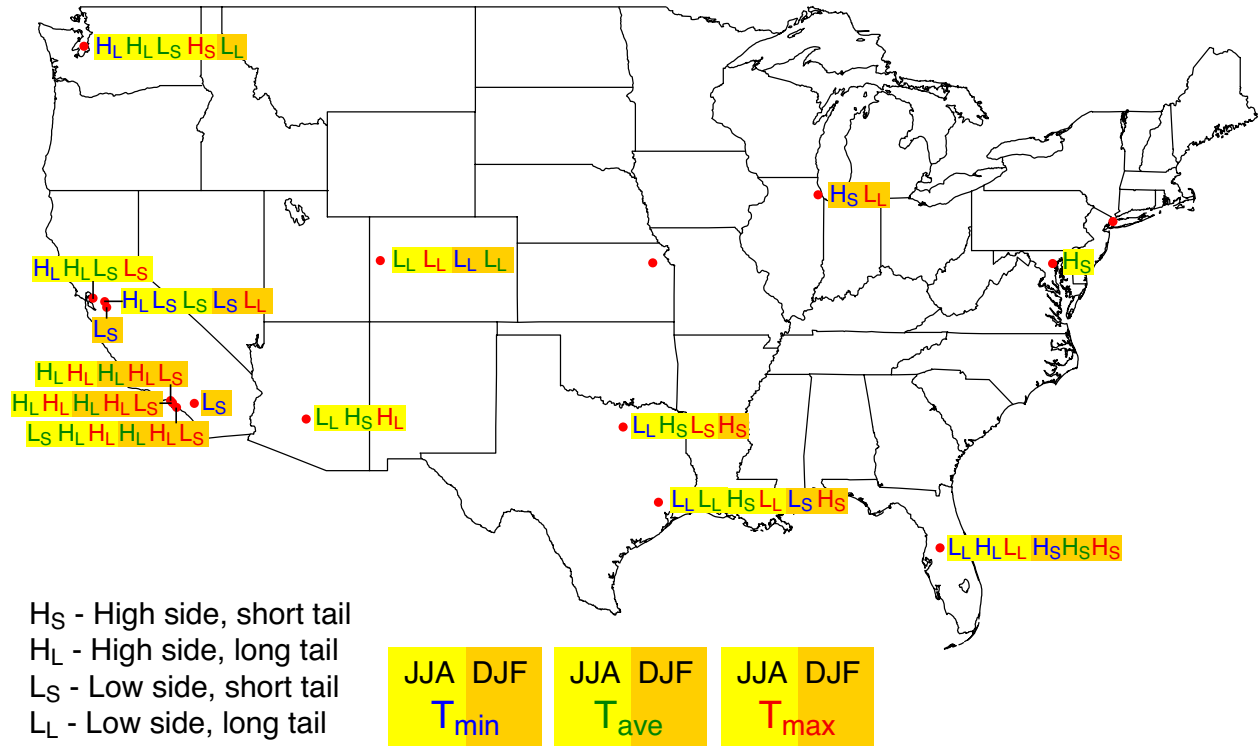 HL HL LS HS LL
HS LL
HS
LL LL LL LL
HL HL LS LS
HL LS LS LS LL
LS
HL HL HL HL LS
HL HL HL HL LS
LS
LS HL HL HL HL LS
LL HS HL
LL HS LS HS
LL LL HS LL LS HS
LL HL LL HS HS HS
HS - High side, short tail
HL - High side, long tail
LS - Low side, short tail
LL - Low side, long tail
JJA DJF JJA DJF JJA DJF
Tmin Tave Tmax